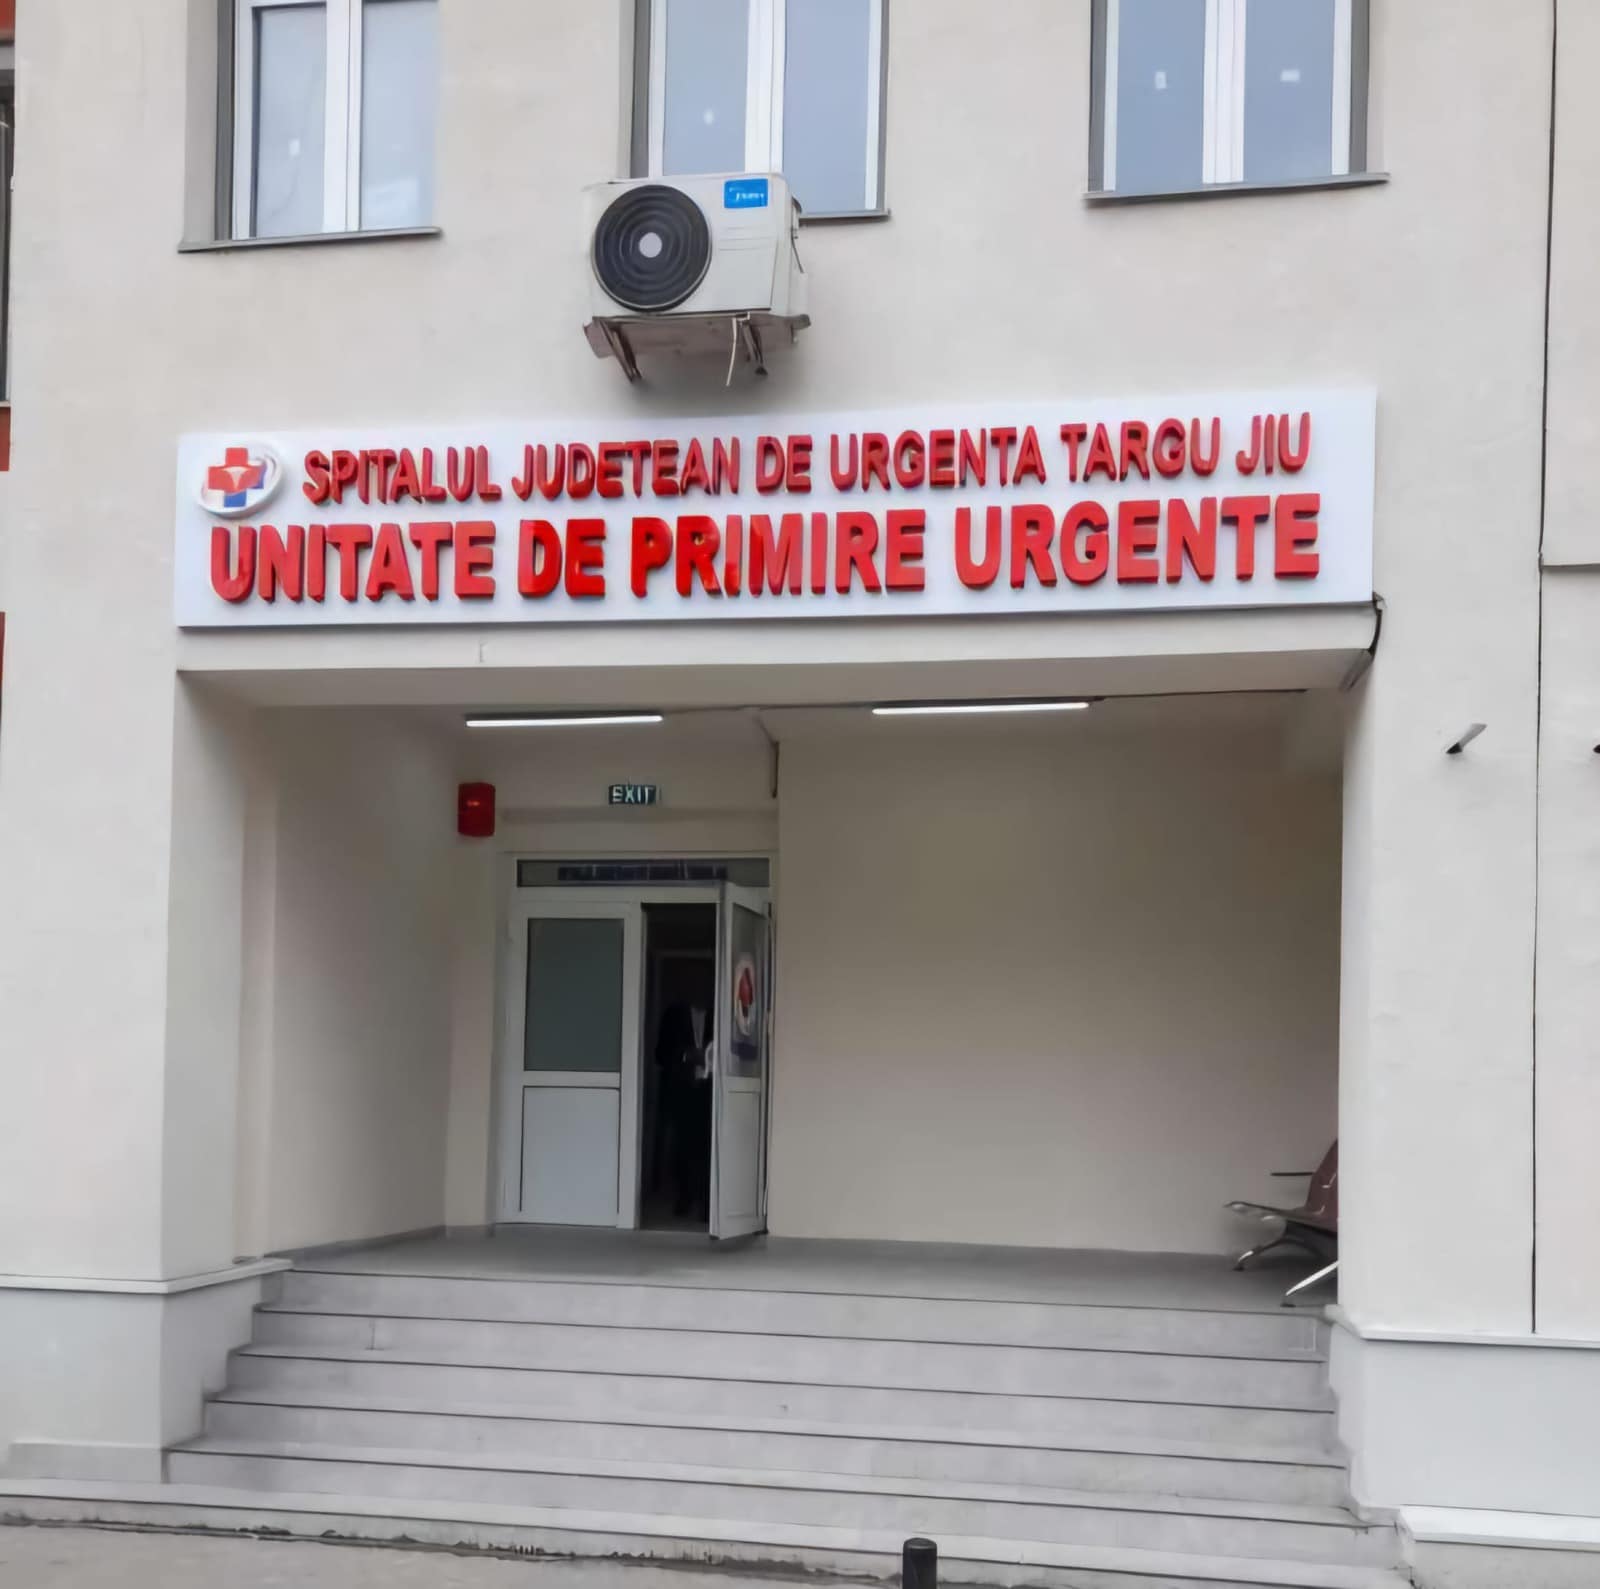 SPITALUL JUDETEAN DE URGENTA TARGU JIU
UNITATE DE PRIMIRE URGENTE
EXIT